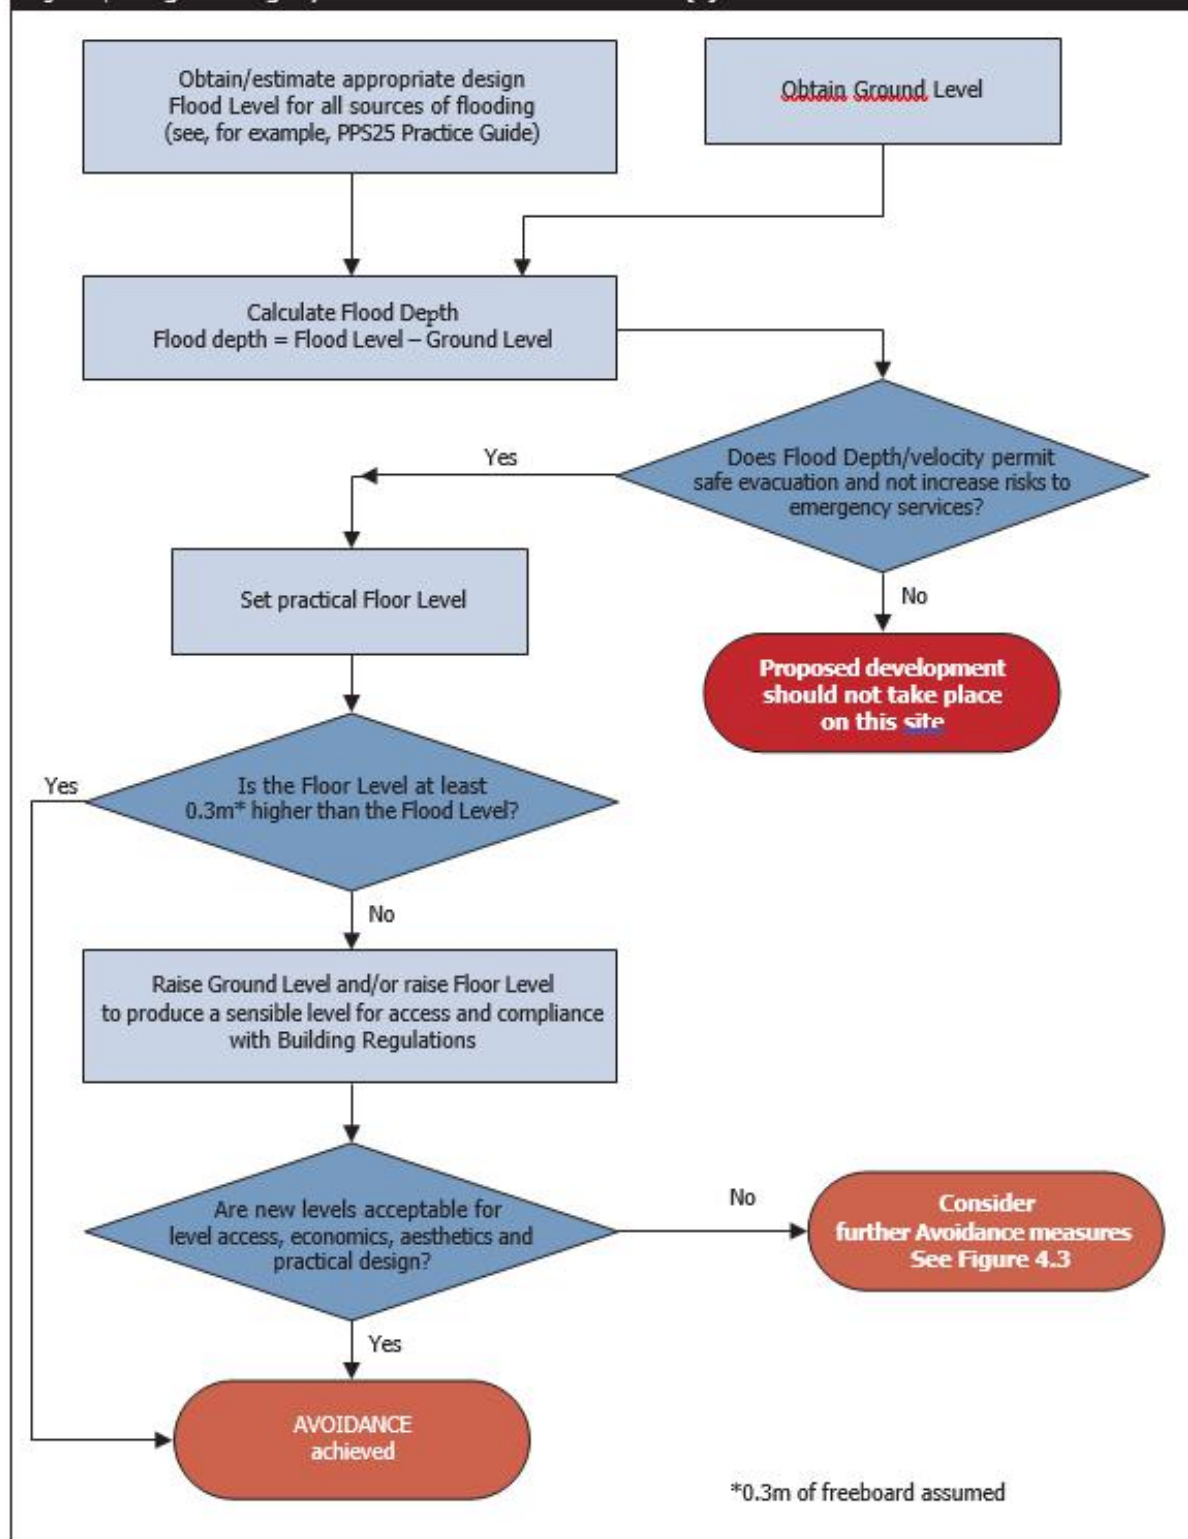 Obtain/estimate appropriate design
Flood Level for all sources of flooding
(see, for example, PPS25 Practice Guide)
Obtain Ground Level
Calculate Flood Depth
Flood depth = Flood Level – Ground Level
Does Flood Depth/velocity permit
safe evacuation and not increase risks to
emergency services?
Yes
No
Set practical Floor Level
Proposed development
should not take place
on this site
Is the Floor Level at least
0.3m* higher than the Flood Level?
Yes
No
Raise Ground Level and/or raise Floor Level
to produce a sensible level for access and compliance
with Building Regulations
Are new levels acceptable for
level access, economics, aesthetics and
practical design?
No
Consider
further Avoidance measures
See Figure 4.3
Yes
AVOIDANCE
achieved
*0.3m of freeboard assumed